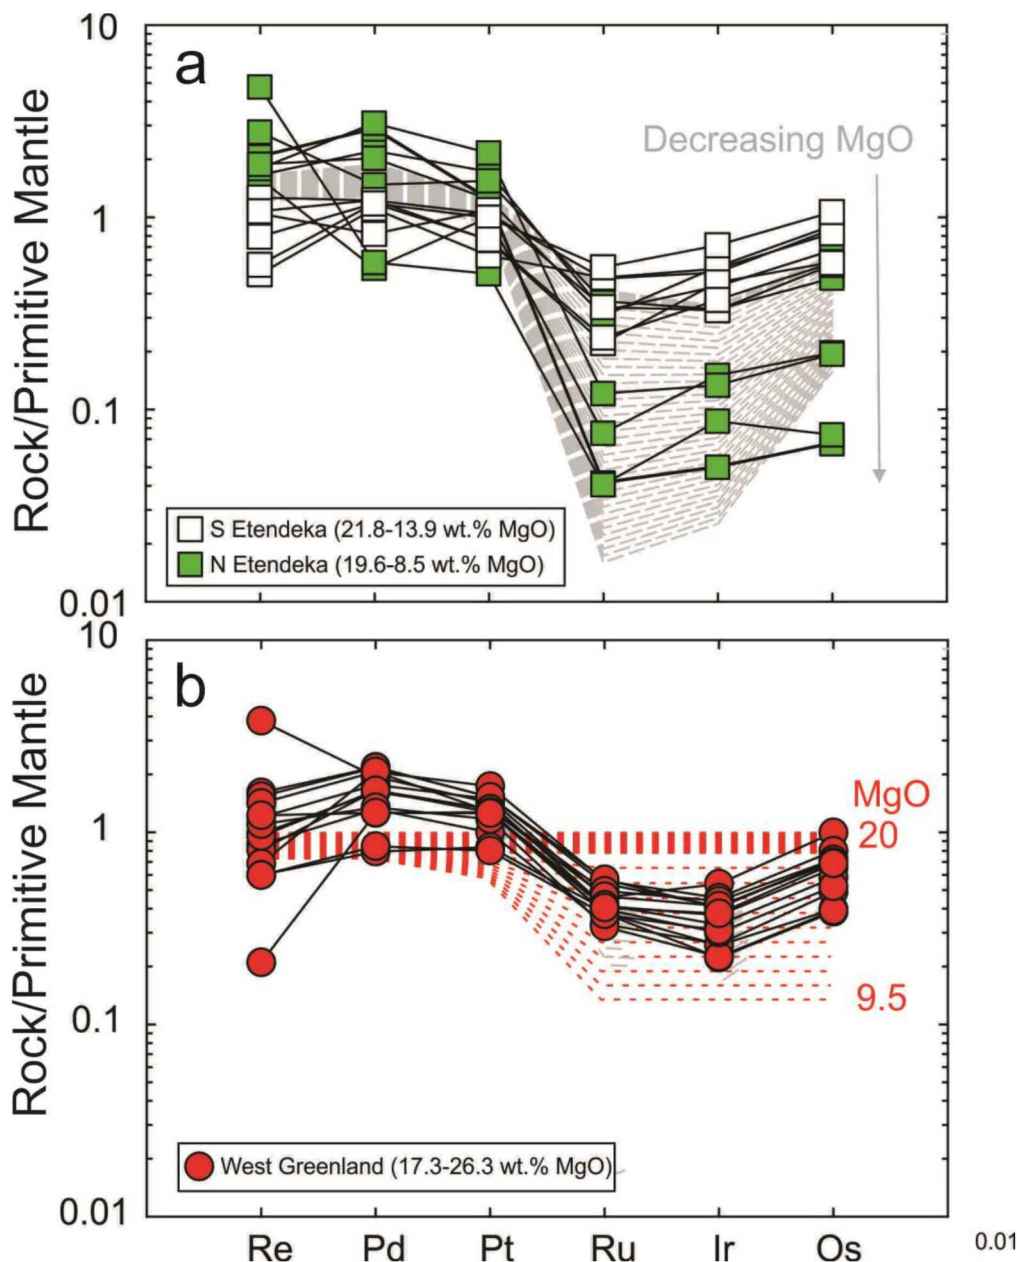 10
a
Rock/Primitive Mantle
Decreasing MgO
1
0.1
S Etendeka (21.8-13.9 wt.% MgO)
N Etendeka (19.6-8.5 wt.% MgO)
0.01
10
b
Rock/Primitive Mantle
MgO
1
20
9.5
0.1
West Greenland (17.3-26.3 wt.% MgO)
0.01
Re Pd Pt Ru Ir Os
0.01